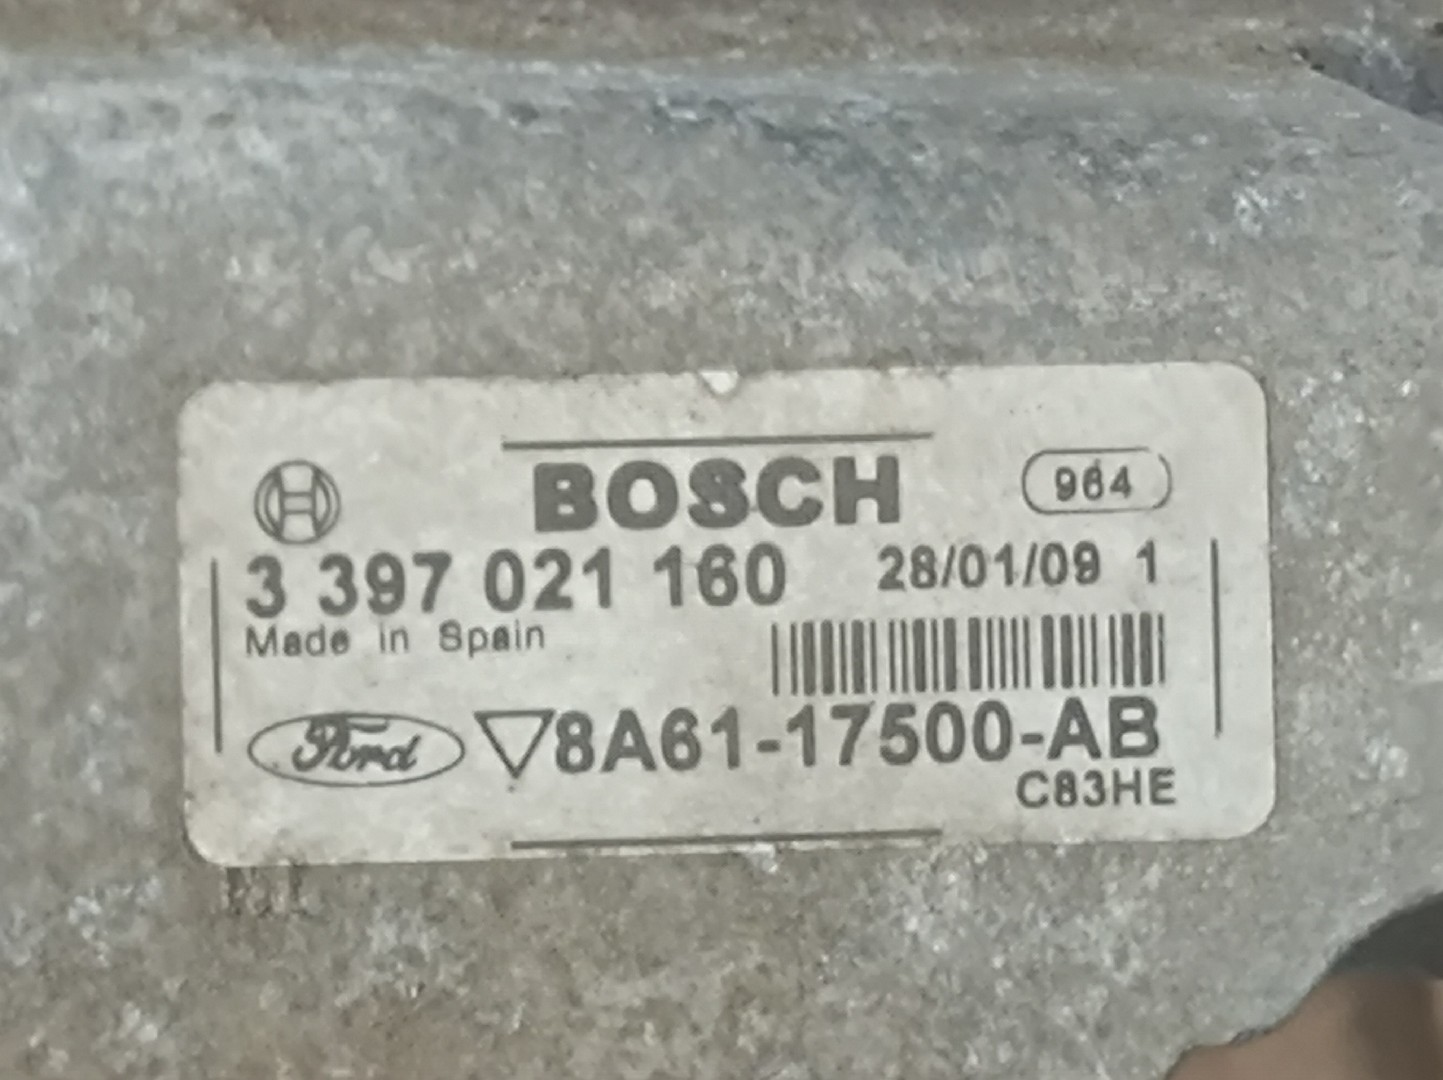 BOSCH 964
3 397 021 160 28/01/09 1
Made in Spain
Ford 8A61-17500-AB
C83HE